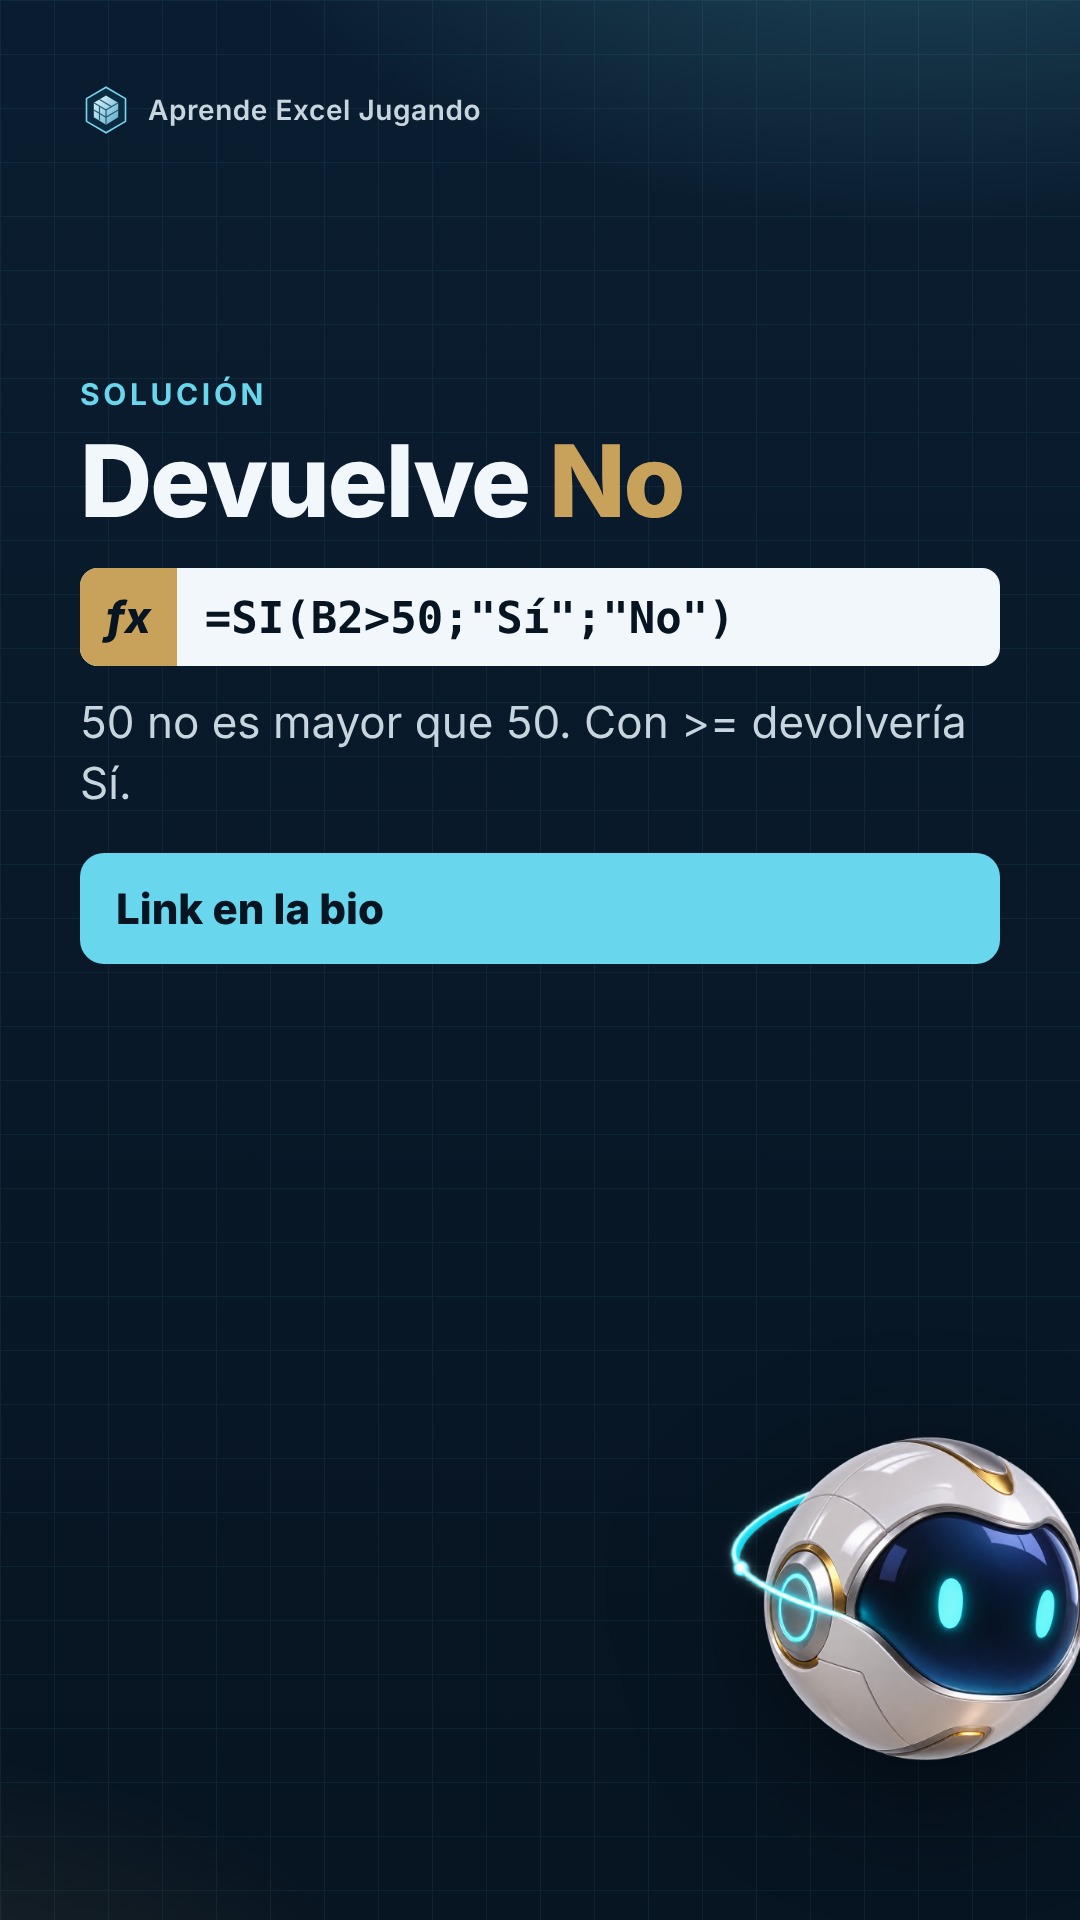 Aprende Excel Jugando
SOLUCIÓN
Devuelve No
fx =SI(B2>50;"Sí";"No")
50 no es mayor que 50. Con >= devolvería
Sí.
Link en la bio